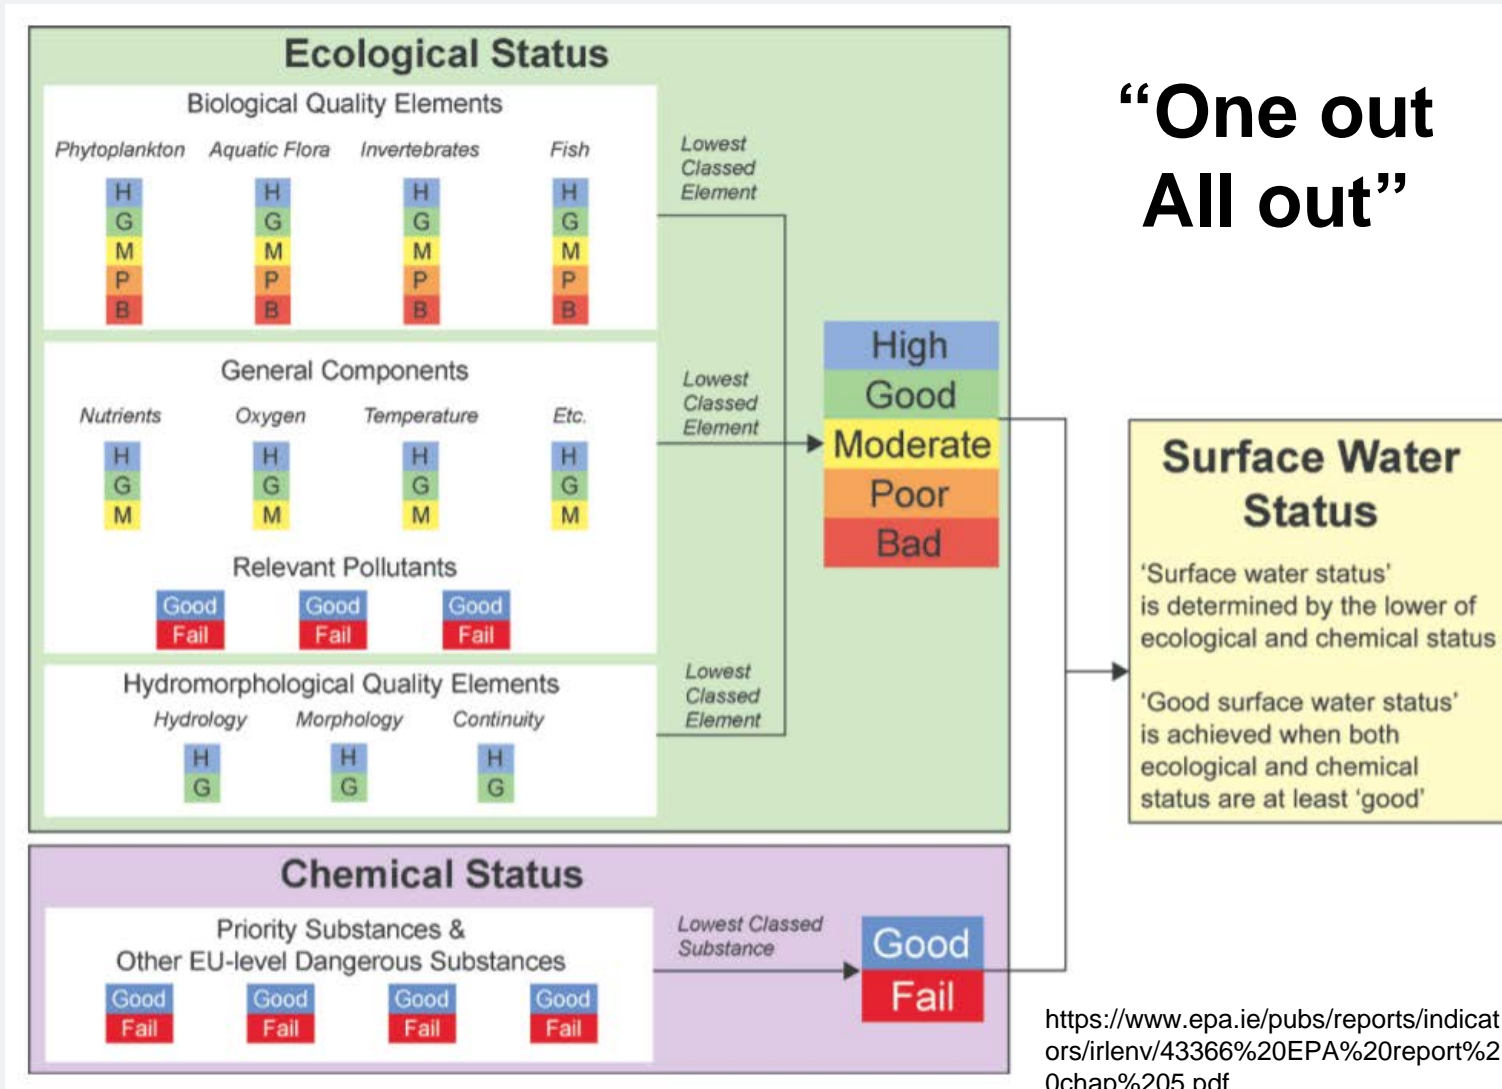 Ecological Status
Biological Quality Elements
Phytoplankton Aquatic Flora Invertebrates Fish
H H H H
G G G G
M M M M
P P P P
B B B B
Lowest
Classed
Element
General Components
Nutrients Oxygen Temperature Etc.
H H H H
G G G G
M M M M
Relevant Pollutants
Good Good Good
Fail Fail Fail
Lowest
Classed
Element
Hydromorphological Quality Elements
Hydrology Morphology Continuity
H H H
G G G
Lowest
Classed
Element
High
Good
Moderate
Poor
Bad
Chemical Status
Priority Substances &
Other EU-level Dangerous Substances
Good Good Good Good
Fail Fail Fail Fail
Lowest Classed
Substance
Good
Fail
“One out
All out”
Surface Water
Status
‘Surface water status’
is determined by the lower of
ecological and chemical status
‘Good surface water status’
is achieved when both
ecological and chemical
status are at least ‘good’
https://www.epa.ie/pubs/reports/indicat
ors/irlenv/43366%20EPA%20report%2
0chap%205.pdf